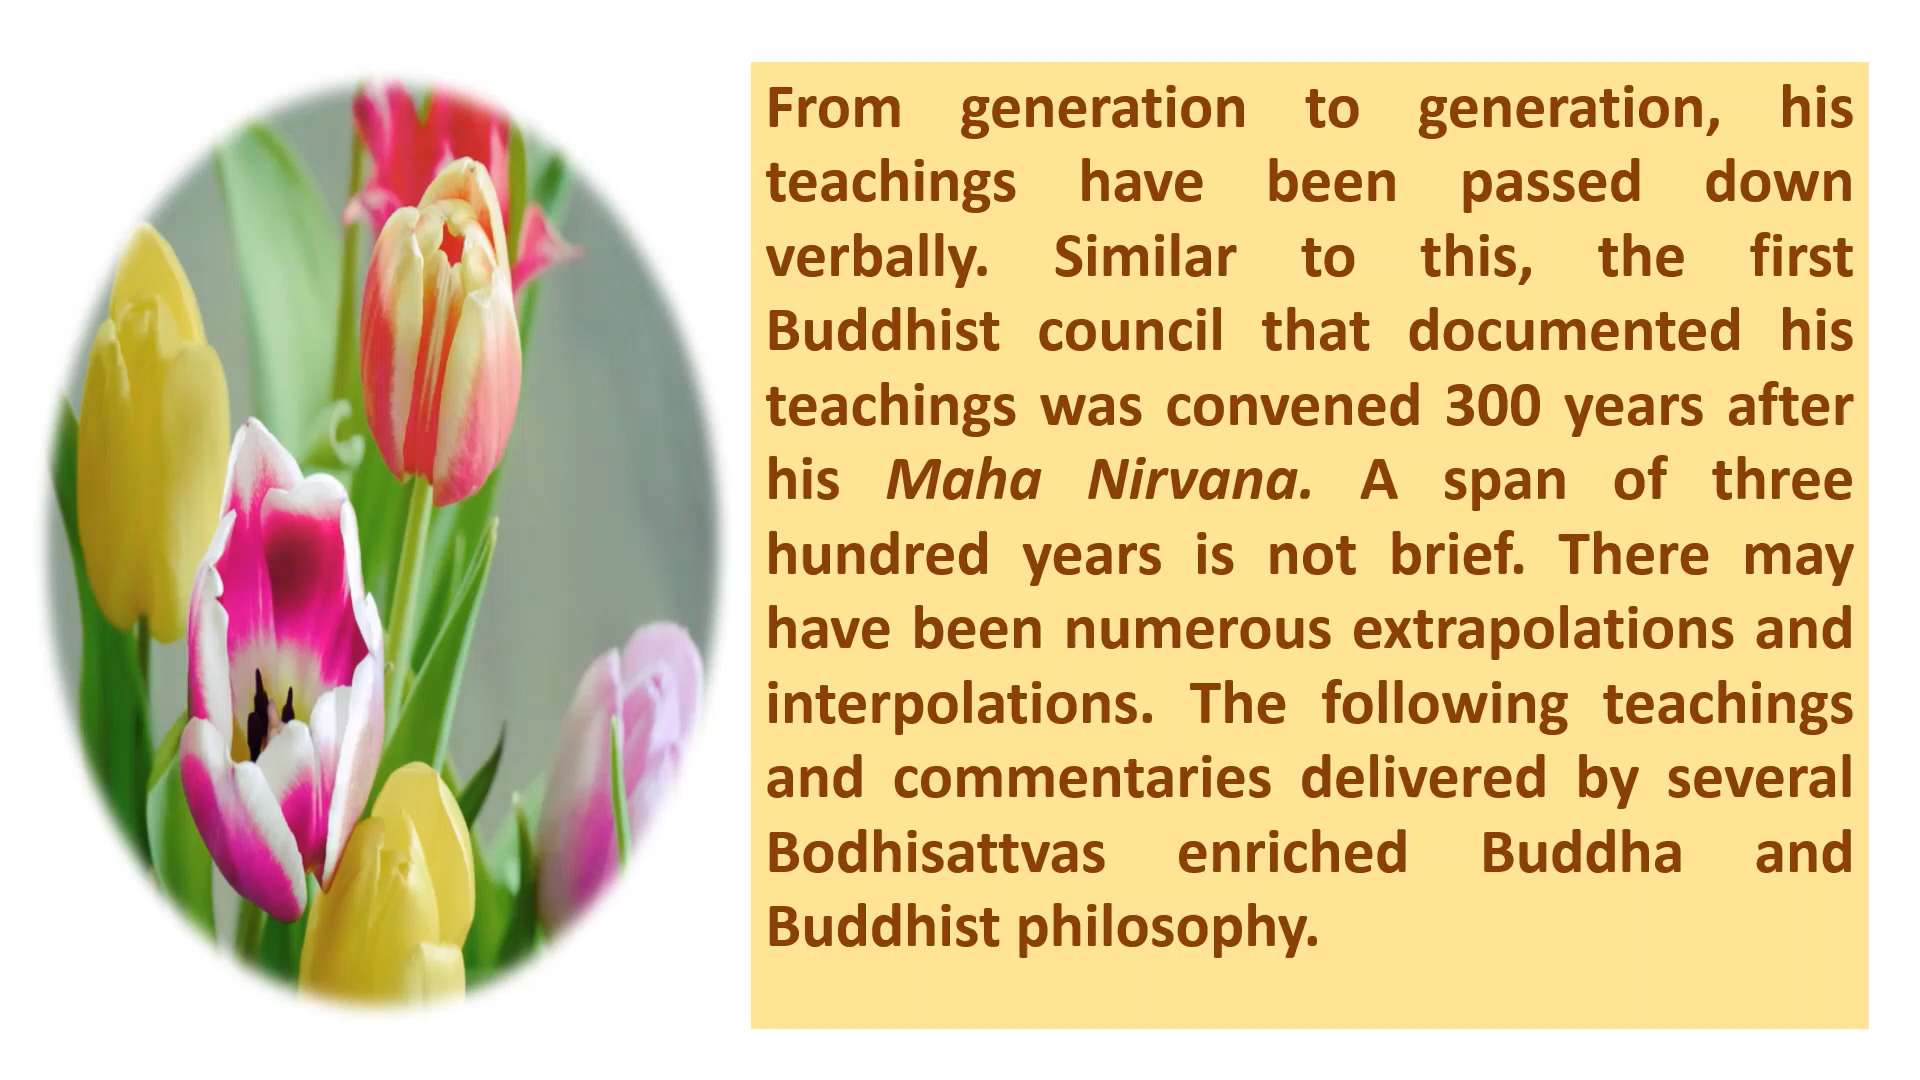 From generation to generation, his
teachings have been passed down
verbally. Similar to this, the first
Buddhist council that documented his
teachings was convened 300 years after
his Maha Nirvana. A span of three
hundred years is not brief. There may
have been numerous extrapolations and
interpolations. The following teachings
and commentaries delivered by several
Bodhisattvas enriched Buddha and
Buddhist philosophy.